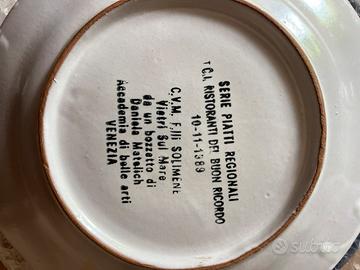 SERIE PIATTI REGIONALI
T.C.I. RISTORANTI DEL BUON RICORDO
10-11-1989
C.V.M. F.lli SOLIMENE
Vietri Sul Mare
da un bozzetto di
Daniela Matelich
Accademia di belle arti
VENEZIA
subito